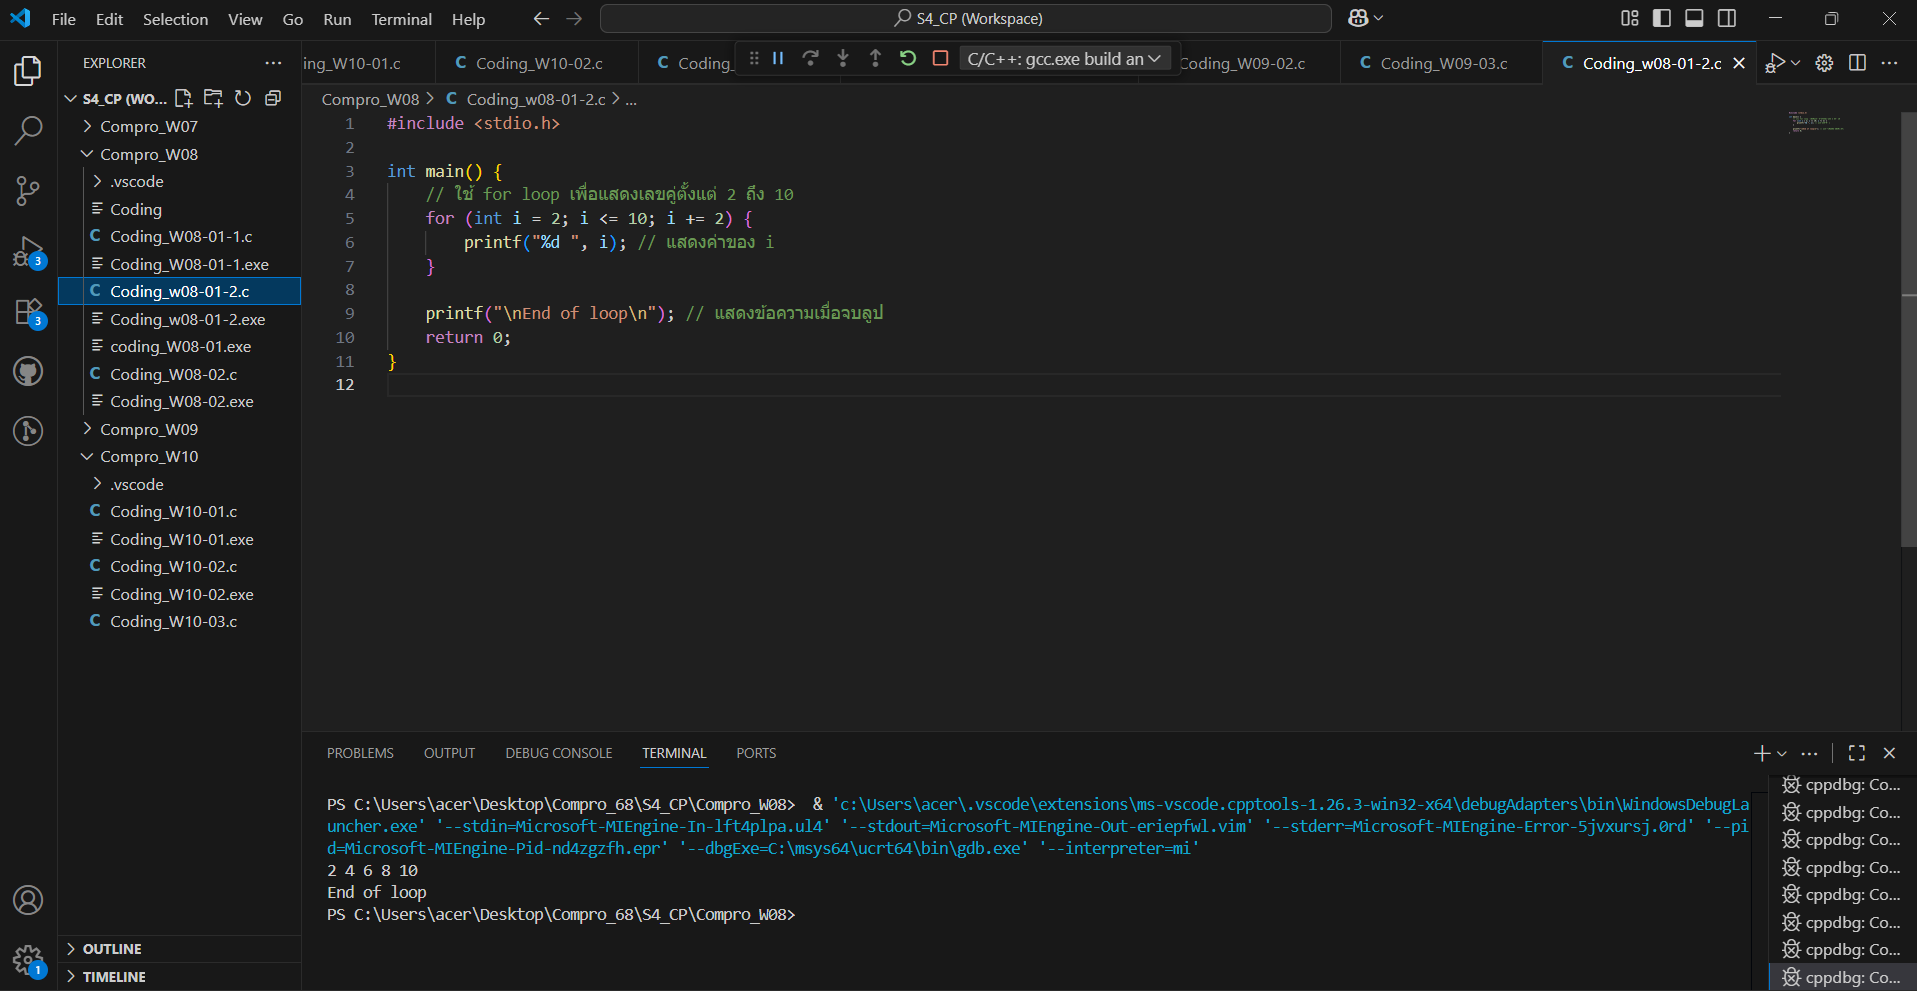 File Edit Selection View Go Run Terminal Help
S4_CP (Workspace)
EXPLORER
ing_W10-01.c
Coding_W10-02.c
Coding_
C/C++: gcc.exe build an
Coding_W09-02.c
Coding_W09-03.c
Coding_w08-01-2.c
S4_CP (WO...
Compro_W07
Compro_W08
.vscode
Coding
Coding_W08-01-1.c
Coding_W08-01-1.exe
Coding_w08-01-2.c
Coding_w08-01-2.exe
coding_W08-01.exe
Coding_W08-02.c
Coding_W08-02.exe
Compro_W09
Compro_W10
.vscode
Coding_W10-01.c
Coding_W10-01.exe
Coding_W10-02.c
Coding_W10-02.exe
Coding_W10-03.c
OUTLINE
TIMELINE
3
3
1
Compro_W08 > C Coding_w08-01-2.c > ...
1 #include <stdio.h>
2
3 int main() {
4 // ใช้ for loop เพื่อแสดงเลขคู่ตั้งแต่ 2 ถึง 10
5 for (int i = 2; i <= 10; i += 2) {
6 printf("%d ", i); // แสดงค่าของ i
7 }
8
9 printf("\nEnd of loop\n"); // แสดงข้อความเมื่อจบลูป
10 return 0;
11 }
12
PROBLEMS OUTPUT DEBUG CONSOLE TERMINAL PORTS
PS C:\Users\acer\Desktop\Compro_68\S4_CP\Compro_W08> & 'c:\Users\acer\.vscode\extensions\ms-vscode.cpptools-1.26.3-win32-x64\debugAdapters\bin\WindowsDebugLa
uncher.exe' '--stdin=Microsoft-MIEngine-In-lft4plpa.ul4' '--stdout=Microsoft-MIEngine-Out-eriepfwl.vim' '--stderr=Microsoft-MIEngine-Error-5jvxursj.0rd' '--pi
d=Microsoft-MIEngine-Pid-nd4zgzfh.epr' '--dbgExe=C:\msys64\ucrt64\bin\gdb.exe' '--interpreter=mi'
2 4 6 8 10
End of loop
PS C:\Users\acer\Desktop\Compro_68\S4_CP\Compro_W08>
cppdbg: Co...
cppdbg: Co...
cppdbg: Co...
cppdbg: Co...
cppdbg: Co...
cppdbg: Co...
cppdbg: Co...
cppdbg: Co...